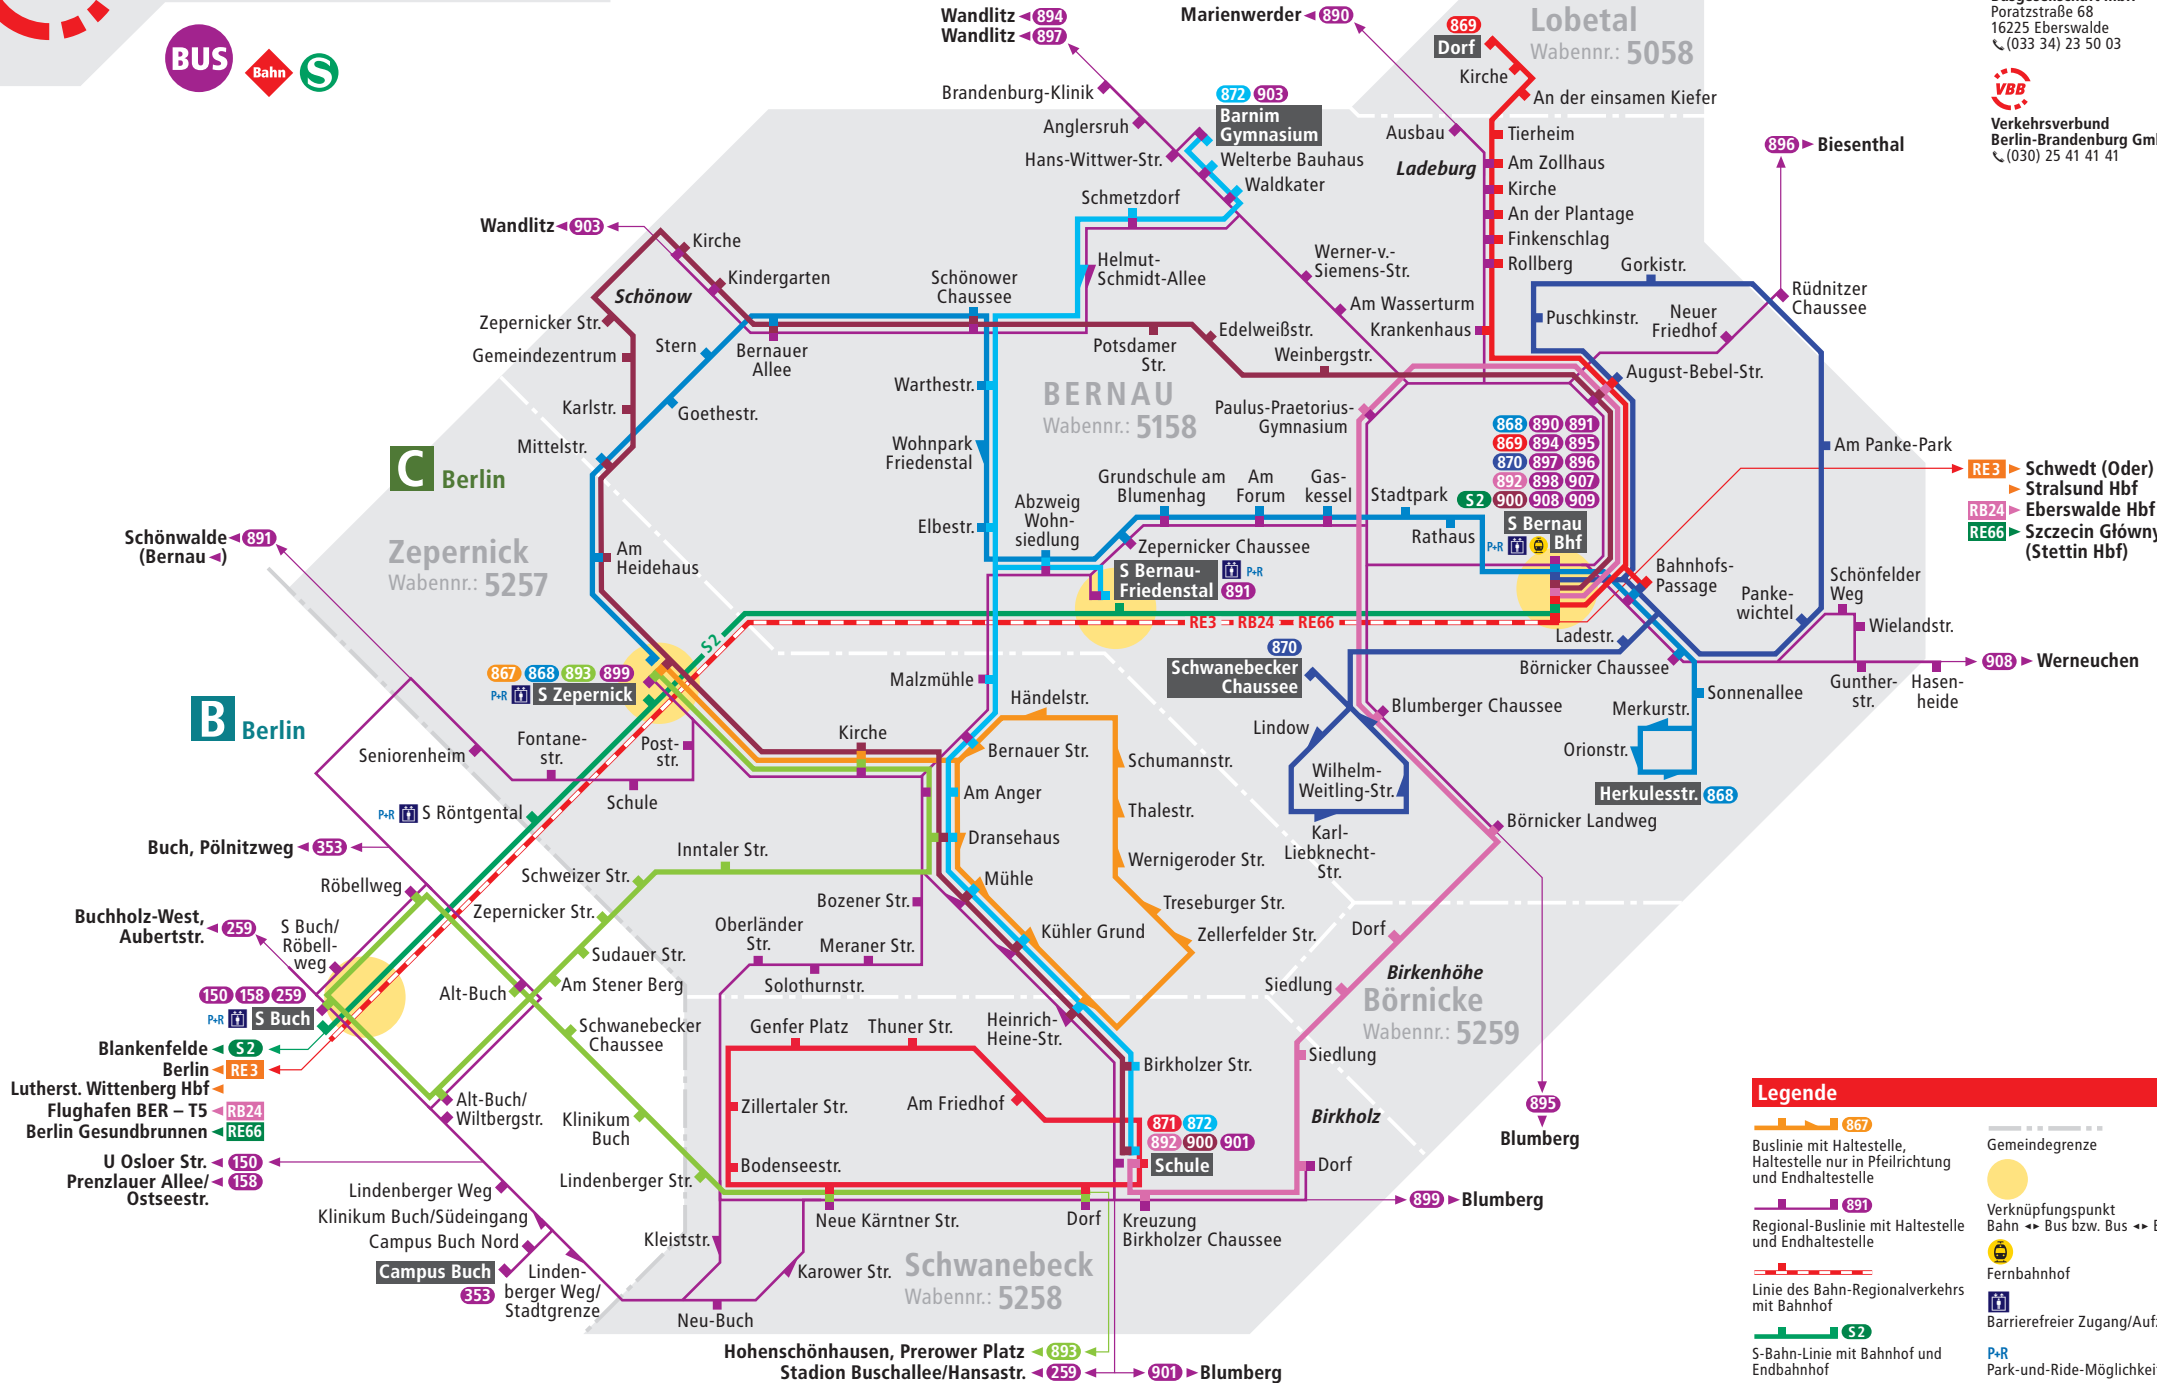 BUS
Bahn
S
Wandlitz 894
Wandlitz 897
Marienwerder 890
869
Dorf
Kirche
An der einsamen Kiefer
Lobetal
Wabennr.: 5058
Poratzstraße 68
16225 Eberswalde
(033 34) 23 50 03
VBB
Verkehrsverbund
(030) 25 41 41 41
Brandenburg-Klinik
Anglersruh
Hans-Wittwer-Str.
872 903
Barnim
Gymnasium
Welterbe Bauhaus
Waldkater
Schmetzdorf
Ausbau
Ladeburg
Tierheim
Am Zollhaus
Kirche
An der Plantage
Finkenschlag
Rollberg
896 Biesenthal
Wandlitz 903
Kirche
Kindergarten
Schönow
Zepernicker Str.
Gemeindezentrum
Karlstr.
Mittelstr.
Stern
Goethestr.
Bernauer
Allee
Schönower
Chaussee
Helmut-
Schmidt-Allee
Werner-v.-
Siemens-Str.
Am Wasserturm
Krankenhaus
Edelweißstr.
Weinbergstr.
Potsdamer
Str.
Warthestr.
BERNAU
Wabennr.: 5158
Wohnpark
Friedenstal
Elbestr.
Abzweig
Wohn-
siedlung
Grundschule am
Blumenhag
Am
Forum
Gas-
kessel
Stadtpark
Rathaus
Paulus-Praetorius-
Gymnasium
Gorkistr.
Puschkinstr.
Neuer
Friedhof
Rüdnitzer
Chaussee
August-Bebel-Str.
868 890 891
869 894 895
870 897 896
892 898 907
S2 900 908 909
S Bernau
P+R Bhf
Am Panke-Park
RE3 Schwedt (Oder)
Stralsund Hbf
RB24 Eberswalde Hbf
RE66
(Stettin Hbf)
C Berlin
Schönwalde 891
(Bernau )
Zepernick
Wabennr.: 5257
Am
Heidehaus
Zepernicker Chaussee
S Bernau-
Friedenstal 891
P+R
RE3 RB24 RE66
S2
Bahnhofs-
Passage
Panke-
wichtel
Schönfelder
Weg
Wielandstr.
Ladestr.
Börnicker Chaussee
908 Werneuchen
Gunther-
str.
Hasen-
heide
Sonnenallee
Merkurstr.
Orionstr.
Herkulesstr. 868
867 868 893 899
P+R S Zepernick
870
Schwanebecker
Chaussee
Malzmühle
Händelstr.
Blumberger Chaussee
Lindow
Wilhelm-
Weitling-Str.
Karl-
Liebknecht-
Str.
Börnicker Landweg
B Berlin
Seniorenheim
Fontane-
str.
Post-
str.
Schule
Kirche
Bernauer Str.
Schumannstr.
Am Anger
Thalestr.
Dransehaus
Wernigeroder Str.
Mühle
Treseburger Str.
Kühler Grund
Zellerfelder Str.
P+R S Röntgental
Buch, Pölnitzweg 353
Röbellweg
Inntaler Str.
Schweizer Str.
Zepernicker Str.
Sudauer Str.
Am Stener Berg
Bozener Str.
Oberländer
Str.
Meraner Str.
Solothurnstr.
Buchholz-West,
Aubertstr.
259
S Buch/
Röbell-
weg
150 158 259
P+R S Buch
Alt-Buch
Schwanebecker
Chaussee
Genfer Platz
Thuner Str.
Heinrich-
Heine-Str.
Dorf
Siedlung
Birkenhöhe
Börnicke
Wabennr.: 5259
Siedlung
Blankenfelde S2
Berlin RE3
Lutherst. Wittenberg Hbf
Flughafen BER – T5 RB24
Berlin Gesundbrunnen RE66
U Osloer Str. 150
Prenzlauer Allee/ 158
Ostseestr.
Alt-Buch/
Wiltbergstr.
Klinikum
Buch
Zillertaler Str.
Am Friedhof
Birkholzer Str.
871 872
892 900 901
Schule
Birkholz
Dorf
895
Blumberg
Bodenseestr.
Lindenberger Str.
Lindenberger Weg
Klinikum Buch/Südeingang
Campus Buch Nord
Campus Buch
353
Linden-
berger Weg/
Stadtgrenze
Kleiststr.
Neue Kärntner Str.
Dorf
Kreuzung
Birkholzer Chaussee
899 Blumberg
Karower Str.
Schwanebeck
Wabennr.: 5258
Neu-Buch
Hohenschönhausen, Prerower Platz 893
Stadion Buschallee/Hansastr. 259
901 Blumberg
Legende
867
Buslinie mit Haltestelle,
Haltestelle nur in Pfeilrichtung
und Endhaltestelle
891
Regional-Buslinie mit Haltestelle
und Endhaltestelle
Linie des Bahn-Regionalverkehrs
mit Bahnhof
S2
S-Bahn-Linie mit Bahnhof und
Endbahnhof
Gemeindegrenze
Verknüpfungspunkt
Bahn Bus bzw. Bus
Fernbahnhof
Barrierefreier
P+R